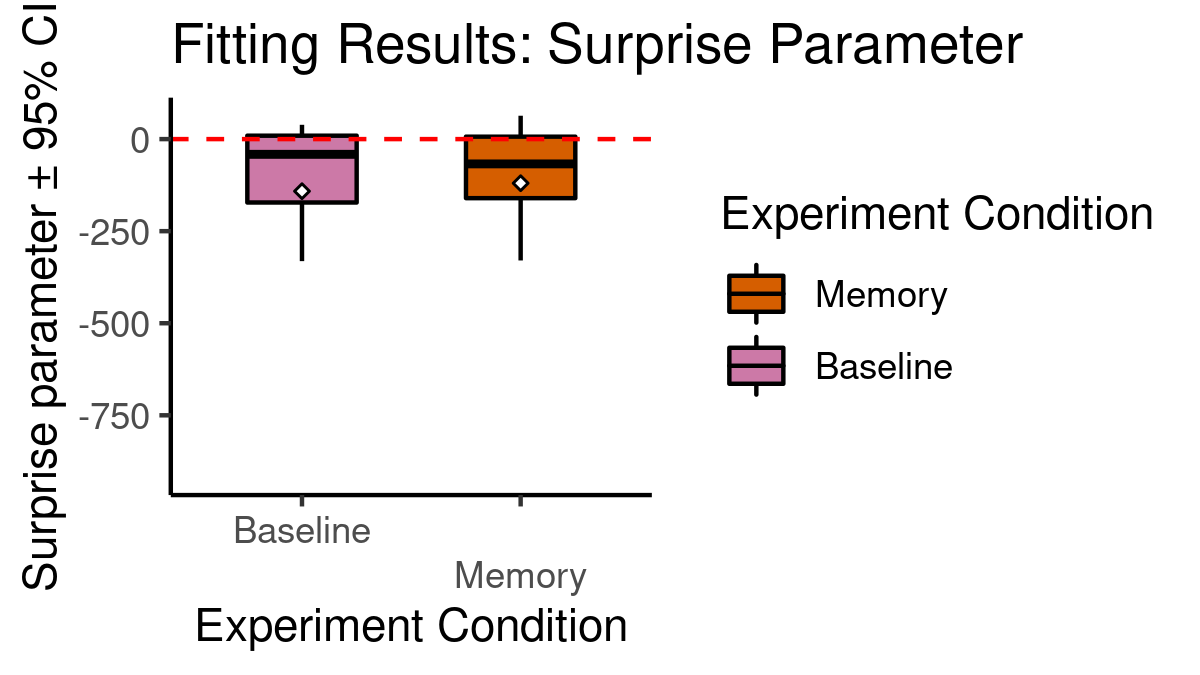 Fitting Results: Surprise Parameter
Surprise parameter ± 95% CI
0
-250
-500
-750
Baseline
Memory
Experiment Condition
Experiment Condition
Memory
Baseline